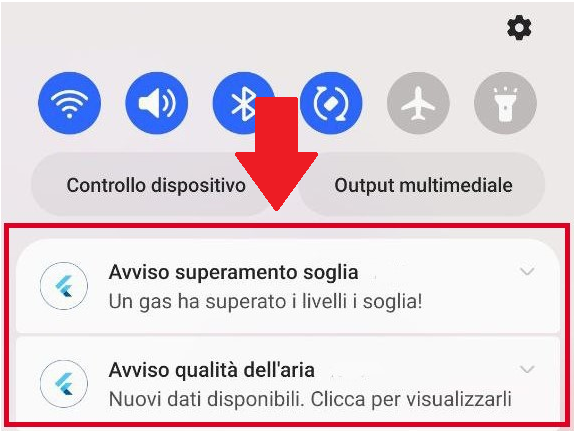 Controllo dispositivo
Output multimediale
Avviso superamento soglia
Un gas ha superato i livelli i soglia!
Avviso qualità dell'aria
Nuovi dati disponibili. Clicca per visualizzarli